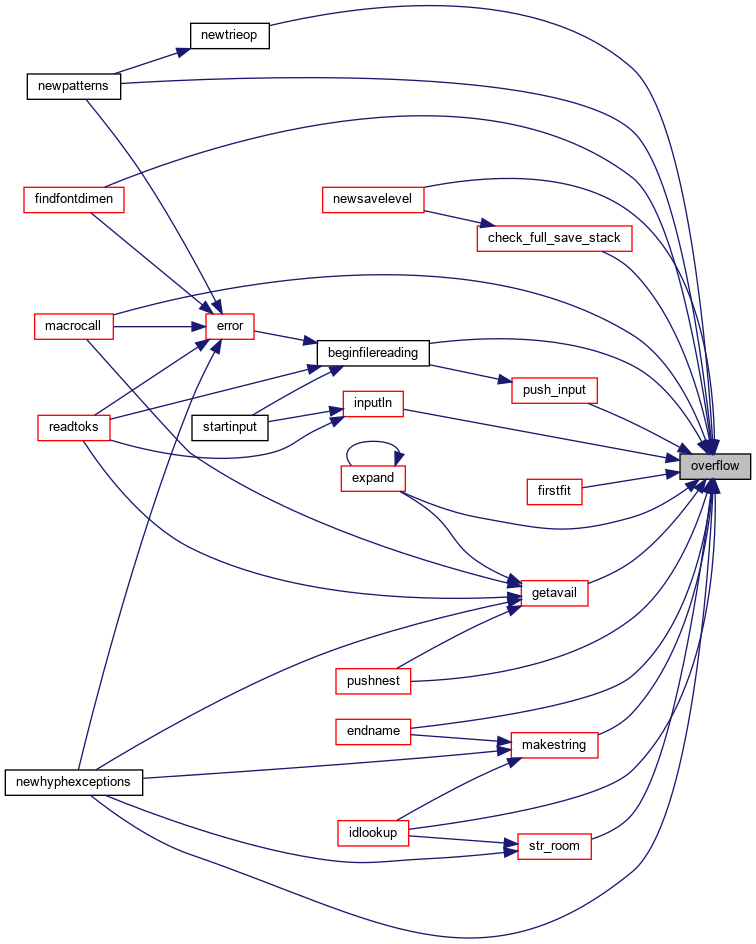 newtrieop
newpatterns
findfontdimen
newsavelevel
check_full_save_stack
macrocall
error
beginfilereading
push_input
inputln
readtoks
startinput
overflow
expand
firstfit
getavail
pushnest
endname
makestring
newhyphexceptions
idlookup
str_room